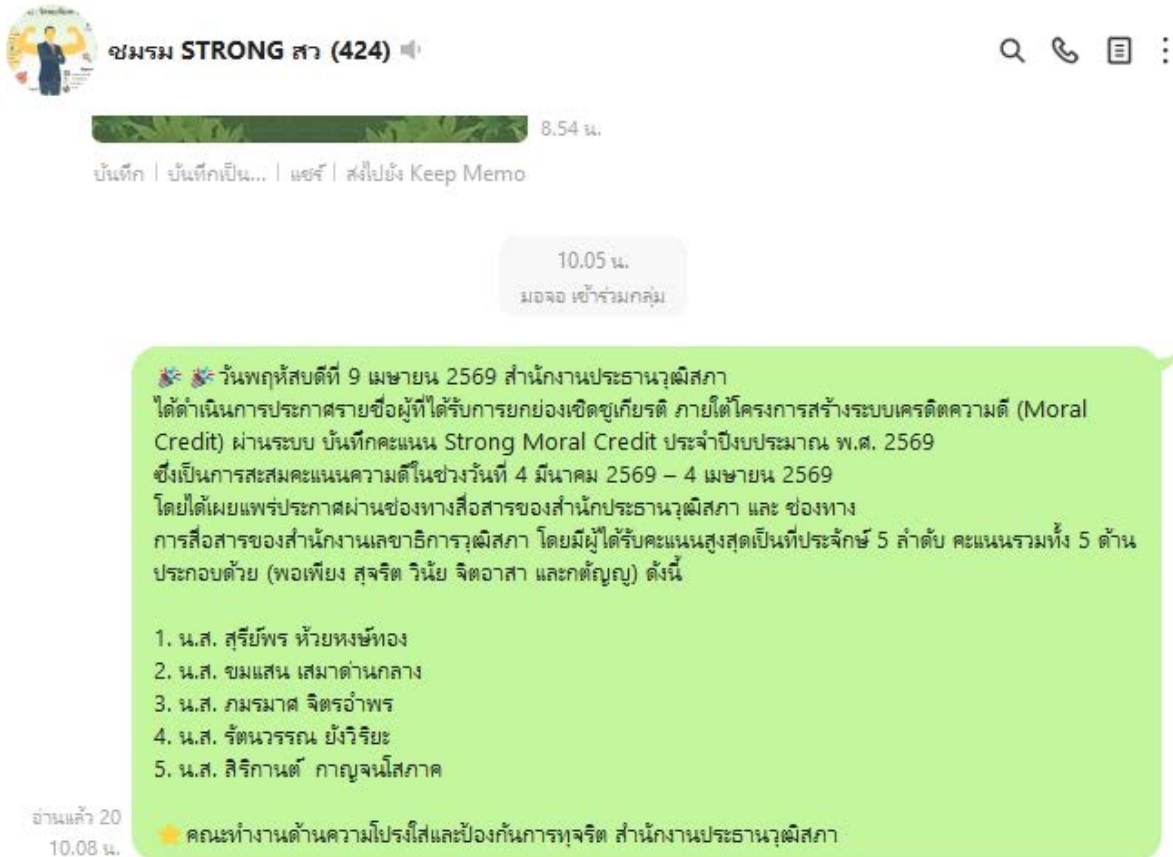 ชมรม STRONG สว (424)
8.54 น.
บันทึก | บันทึกเป็น... | แชร์ | ส่งไปยัง Keep Memo
10.05 น.
มอจอ เข้าร่วมกลุ่ม
🎉 🎉 วันพฤหัสบดีที่ 9 เมษายน 2569 สำนักงานประธานวุฒิสภา
ได้ดำเนินการประกาศรายชื่อผู้ที่ได้รับการยกย่องเชิดชูเกียรติ ภายใต้โครงการสร้างระบบเครดิตความดี (Moral
Credit) ผ่านระบบ บันทึกคะแนน Strong Moral Credit ประจำปีงบประมาณ พ.ศ. 2569
ซึ่งเป็นการสะสมคะแนนความดีในช่วงวันที่ 4 มีนาคม 2569 – 4 เมษายน 2569
โดยได้เผยแพร่ประกาศผ่านช่องทางสื่อสารของสำนักประธานวุฒิสภา และ ช่องทาง
การสื่อสารของสำนักงานเลขาธิการวุฒิสภา โดยมีผู้ได้รับคะแนนสูงสุดเป็นที่ประจักษ์ 5 ลำดับ คะแนนรวมทั้ง 5 ด้าน
ประกอบด้วย (พอเพียง สุจริต วินัย จิตอาสา และกตัญญู) ดังนี้
1. น.ส. สุรีย์พร ห้วยหงษ์ทอง
2. น.ส. ขมแสน เสมาด่านกลาง
3. น.ส. ภมรมาศ จิตรอำพร
4. น.ส. รัตนวรรณ ยังวิริยะ
5. น.ส. สิริกานต์ กาญจนโสภาค
⭐ คณะทำงานด้านความโปรงใส่และป้องกันการทุจริต สำนักงานประธานวุฒิสภา
อ่านแล้ว 20
10.08 น.